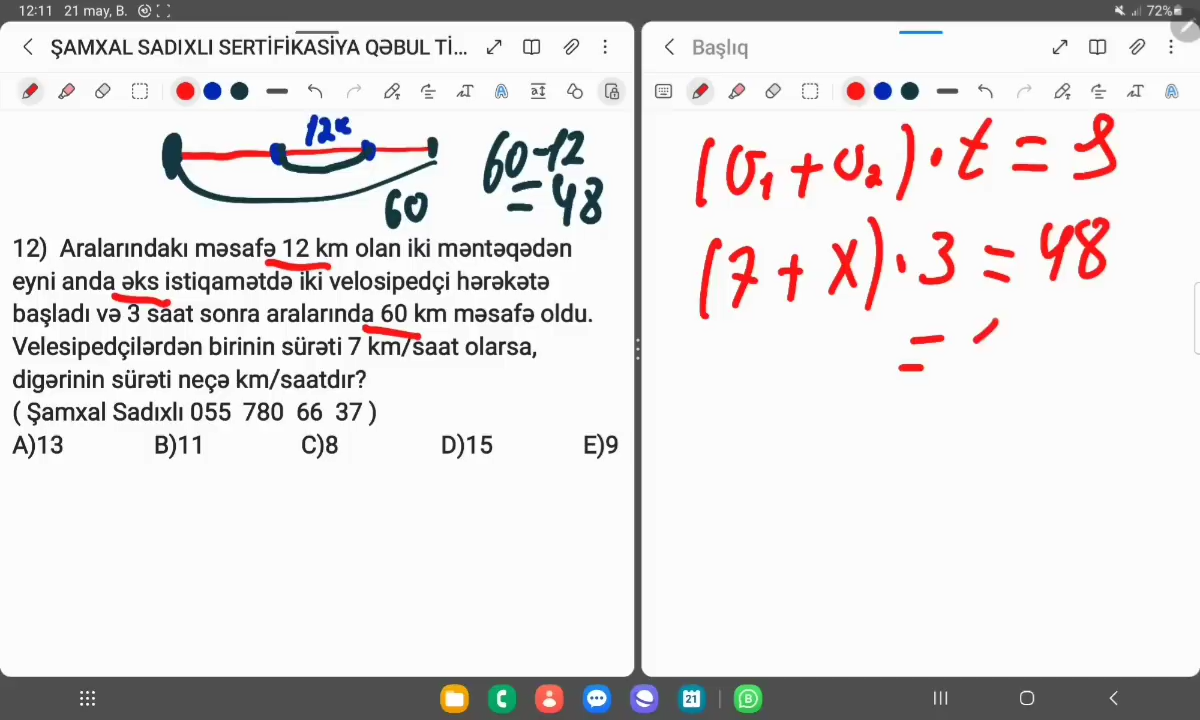 12:11 21 may, B. 72%
ŞAMXAL SADIXLI SERTİFİKASİYA QƏBUL Tİ...
12
60
60-12
=48
12) Aralarındakı məsafə 12 km olan iki məntəqədən
eyni anda əks istiqamətdə iki velosipedçi hərəkətə
başladı və 3 saat sonra aralarında 60 km məsafə oldu.
Velesipedçilərdən birinin sürəti 7 km/saat olarsa,
digərinin sürəti neçə km/saatdır?
( Şamxal Sadıxlı 055 780 66 37 )
A)13 B)11 C)8 D)15 E)9
Başlıq
(υ₁+υ₂)·t=S
(7+x)·3=48
=
21